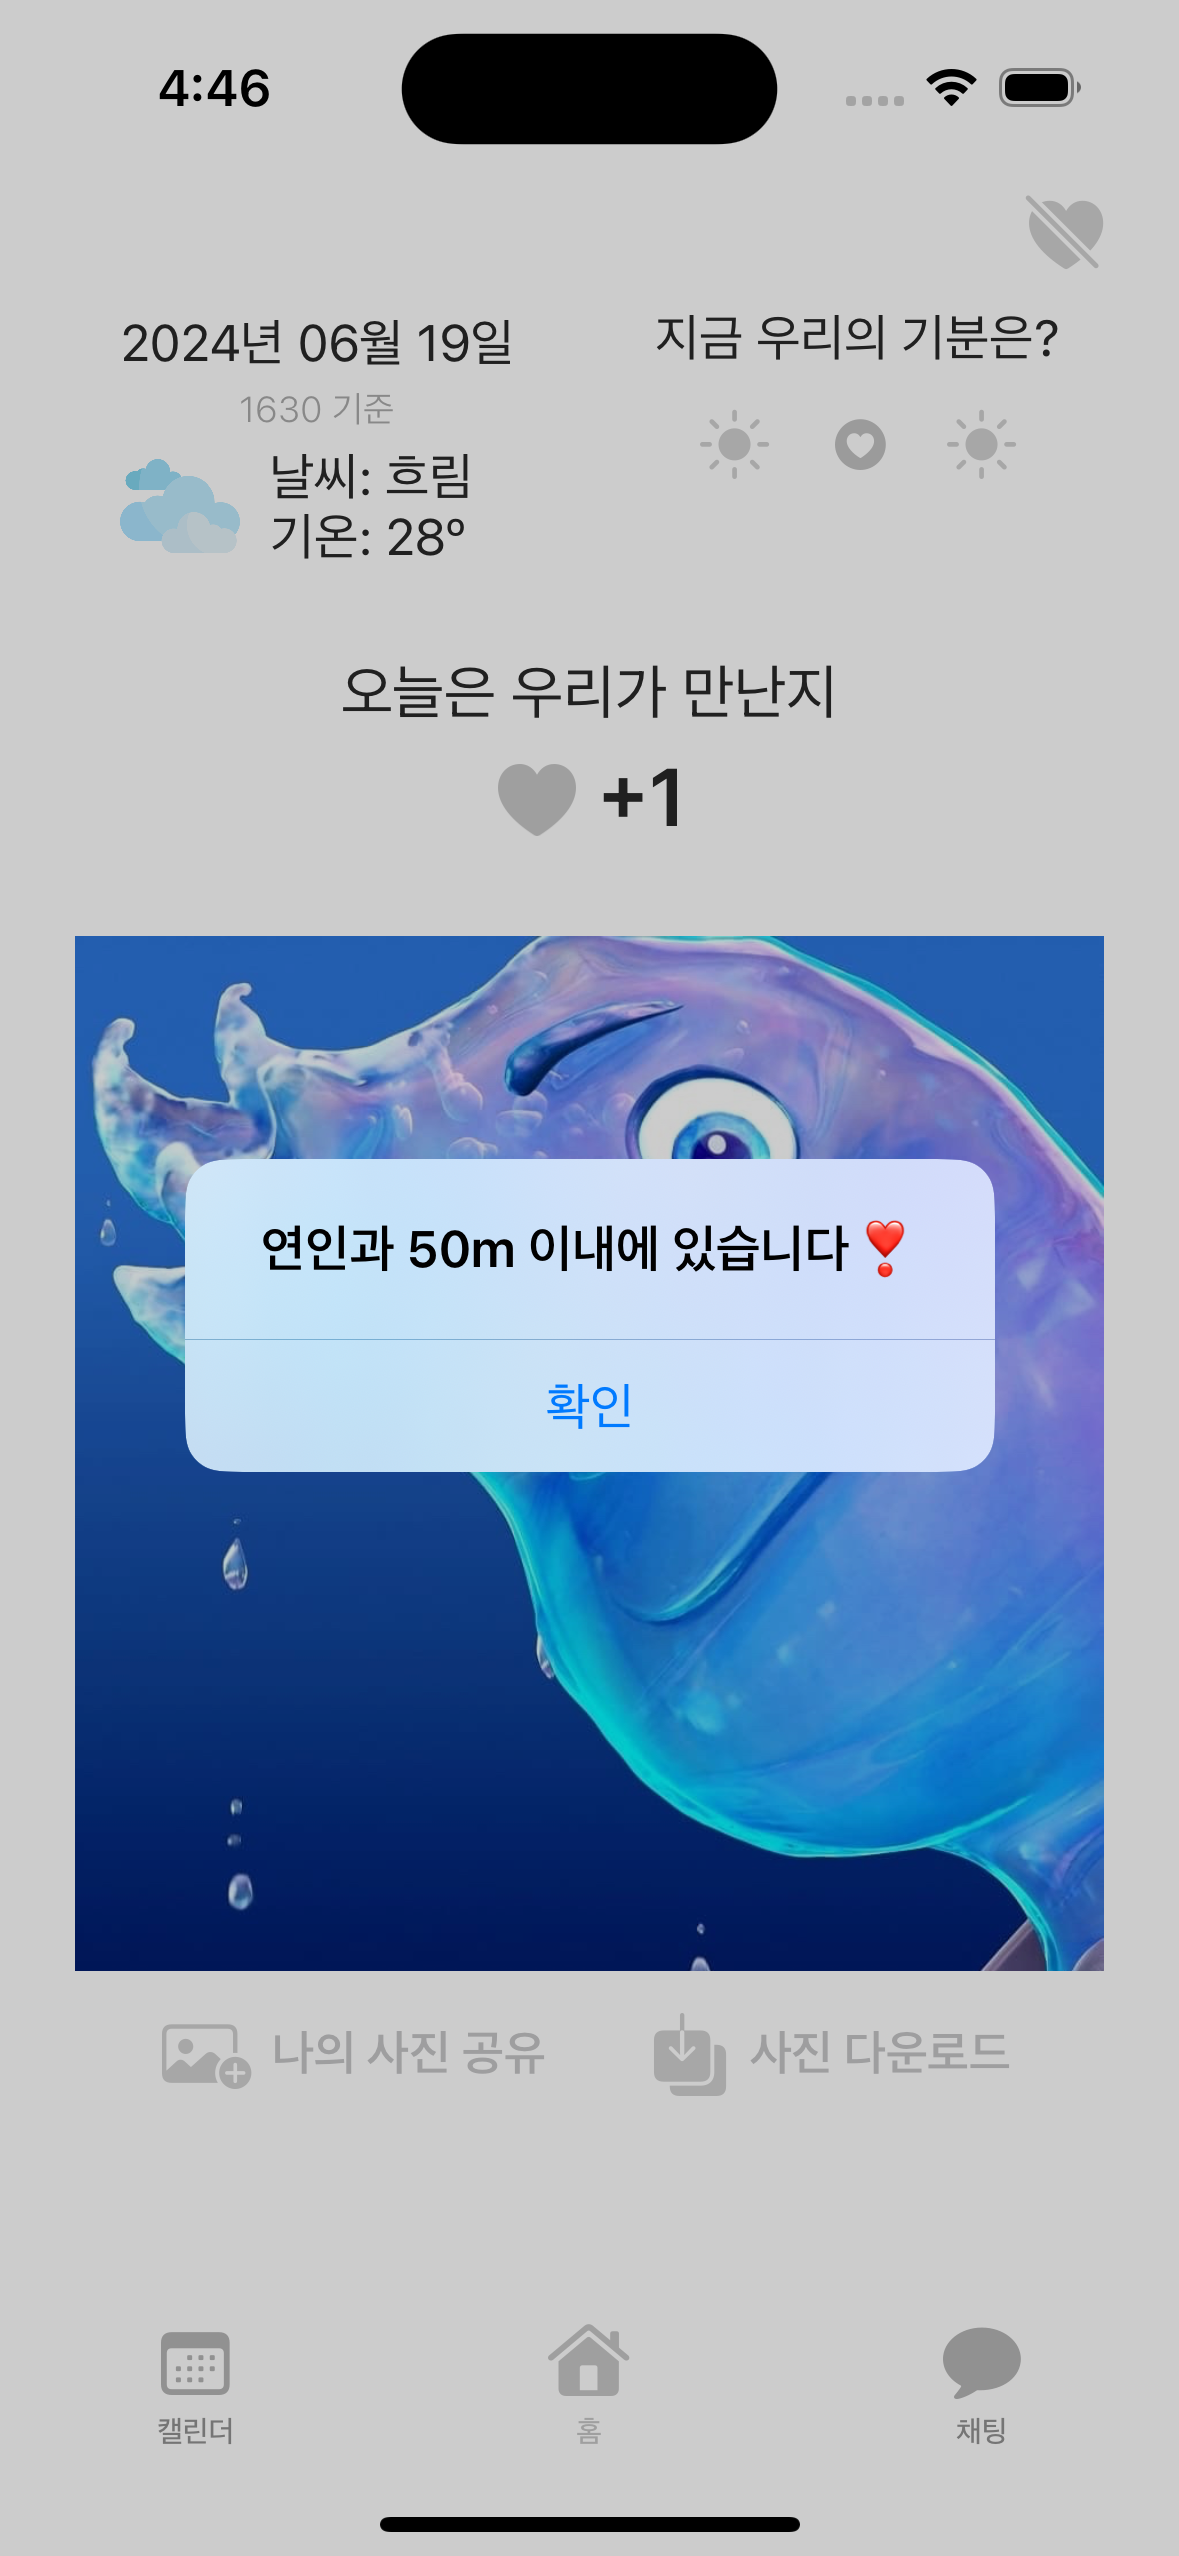 4:46
2024년 06월 19일
1630 기준
날씨: 흐림
기온: 28º
지금 우리의 기분은?
오늘은 우리가 만난지
+1
연인과 50m 이내에 있습니다 ❣️
확인
나의 사진 공유
사진 다운로드
캘린더
홈
채팅